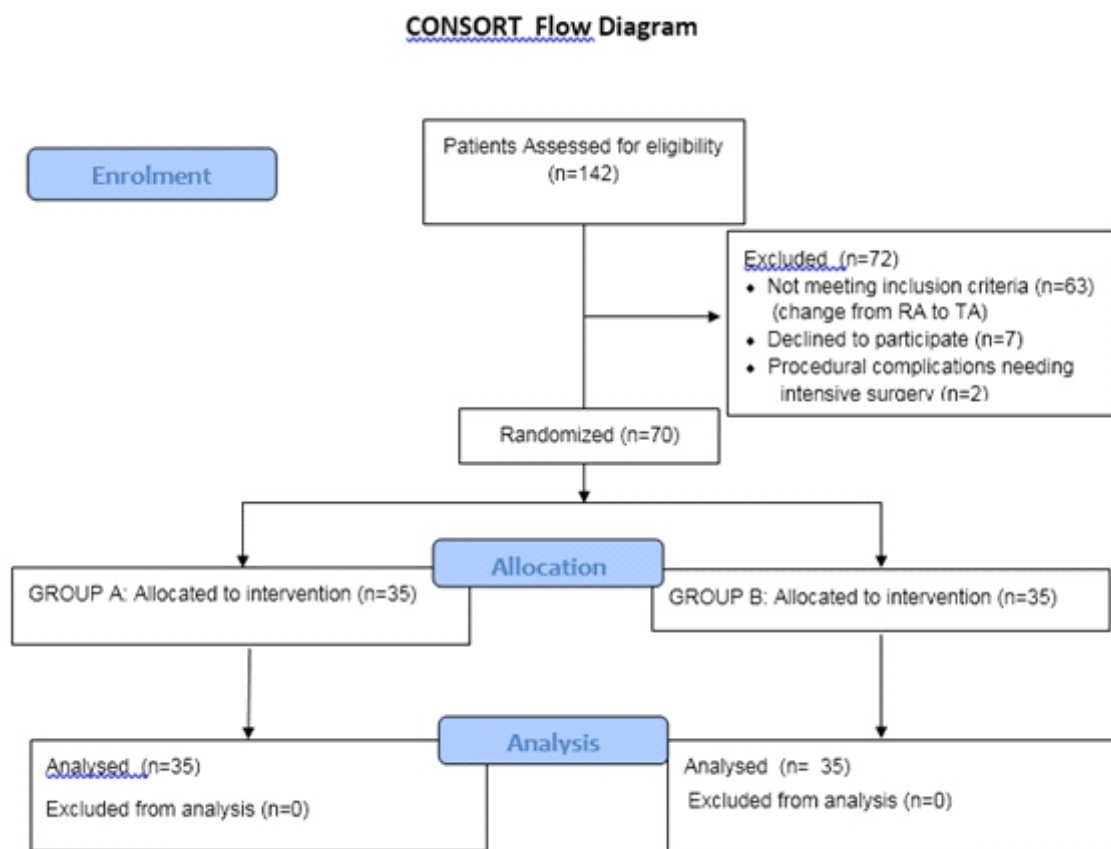 CONSORT Flow Diagram
Enrolment
Patients Assessed for eligibility
(n=142)
Excluded (n=72)
⬥ Not meeting inclusion criteria (n=63)
(change from RA to TA)
⬥ Declined to participate (n=7)
⬥ Procedural complications needing
intensive surgery (n=2)
Randomized (n=70)
Allocation
GROUP A: Allocated to intervention (n=35)
GROUP B: Allocated to intervention (n=35)
Analysis
Analysed (n=35)
Excluded from analysis (n=0)
Analysed (n= 35)
Excluded from analysis (n=0)